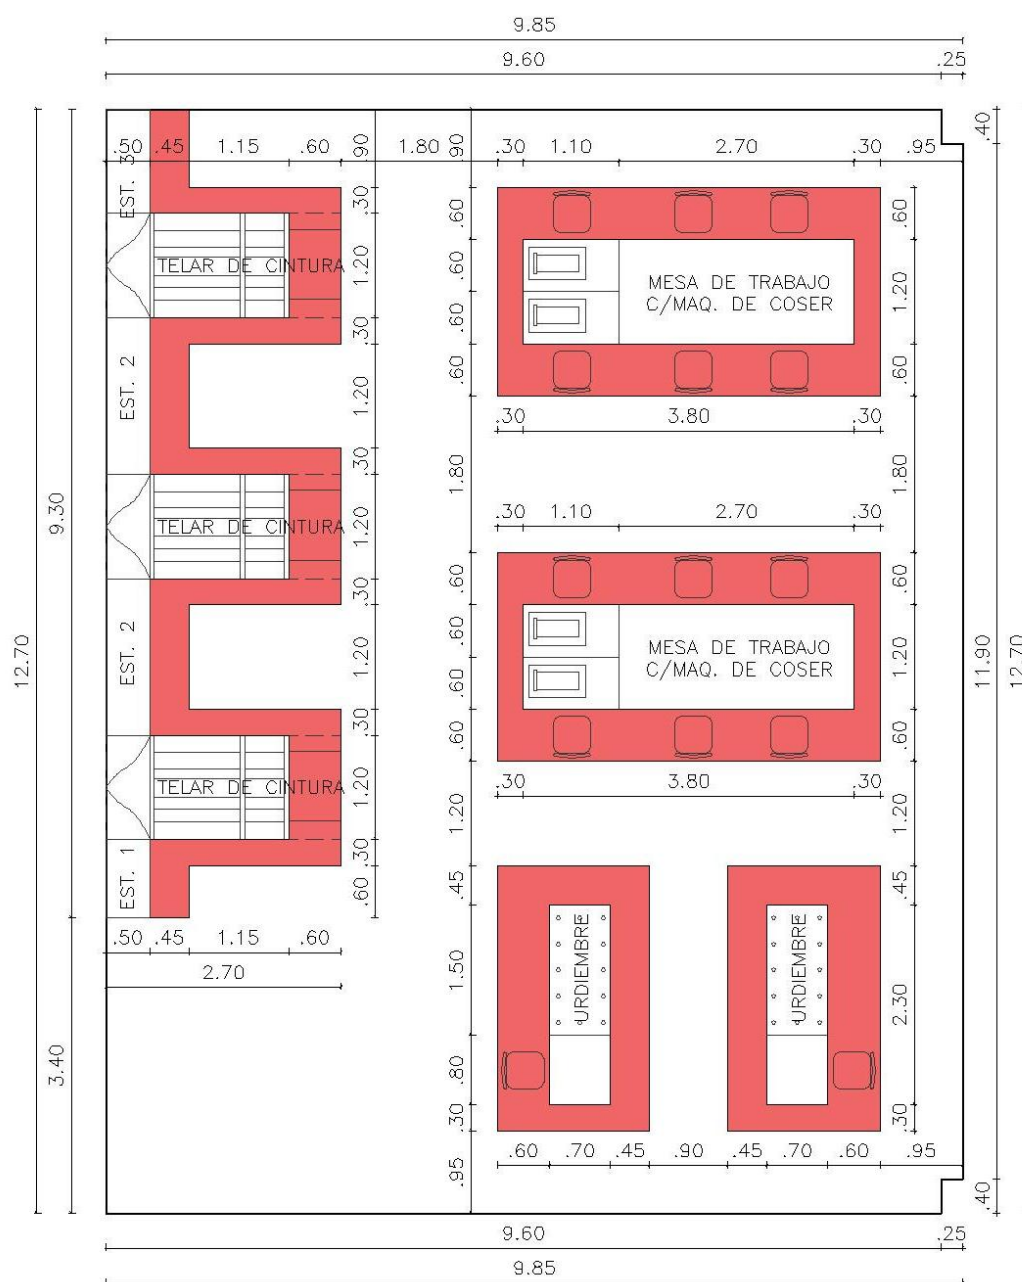 9.85
9.60 .25
.50 .45 1.15 .60 .90 1.80 .90 .30 1.10 2.70 .30 .95 .40
EST. 3 .30 .60 .60
TELAR DE CINTURA 1.20 .60 MESA DE TRABAJO 1.20
C/MAQ. DE COSER
.30 .60
EST. 2 1.20 .60 .60
.30 3.80 .30
.30
9.30 1.80 1.80
TELAR DE CINTURA 1.20
.30 1.10 2.70 .30
.30 .60 .60
12.70 EST. 2 1.20 .60 MESA DE TRABAJO 1.20 11.90 12.70
.60 C/MAQ. DE COSER
.30 .60 .60
TELAR DE CINTURA 1.20 .30 3.80 .30
1.20 1.20
EST. 1 .30
.60 .45 .45
.50 .45 1.15 .60
2.70 1.50 URDIEMBRE URDIEMBRE 2.30
3.40 .80
.30 .30
.95 .60 .70 .45 .90 .45 .70 .60 .95
.40
9.60 .25
9.85